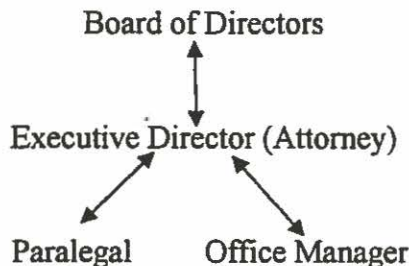 Board of Directors
Executive Director (Attorney)
Paralegal Office Manager